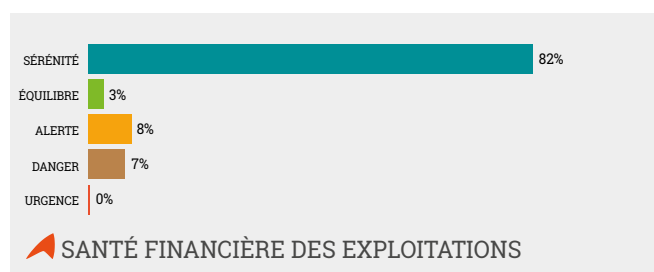 SÉRÉNITÉ 82%
ÉQUILIBRE 3%
ALERTE 8%
DANGER 7%
URGENCE 0%
SANTÉ FINANCIÈRE DES EXPLOITATIONS